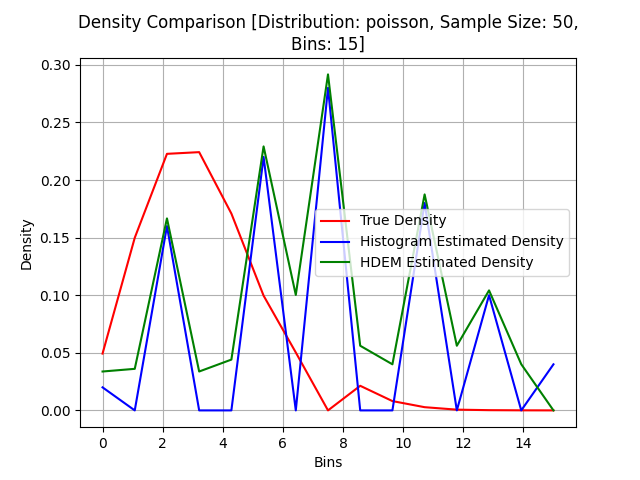 Density Comparison [Distribution: poisson, Sample Size: 50,
Bins: 15]
0.30
0.25
0.20
0.15
0.10
0.05
0.00
Density
True Density
Histogram Estimated Density
HDEM Estimated Density
0 2 4 6 8 10 12 14
Bins